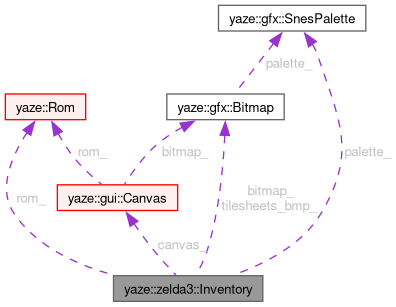 yaze::gfx::SnesPalette
palette_
yaze::Rom
yaze::gfx::Bitmap
rom_
bitmap_
palette_
yaze::gui::Canvas
rom_
bitmap_
tilesheets_bmp_
canvas_
yaze::zelda3::Inventory